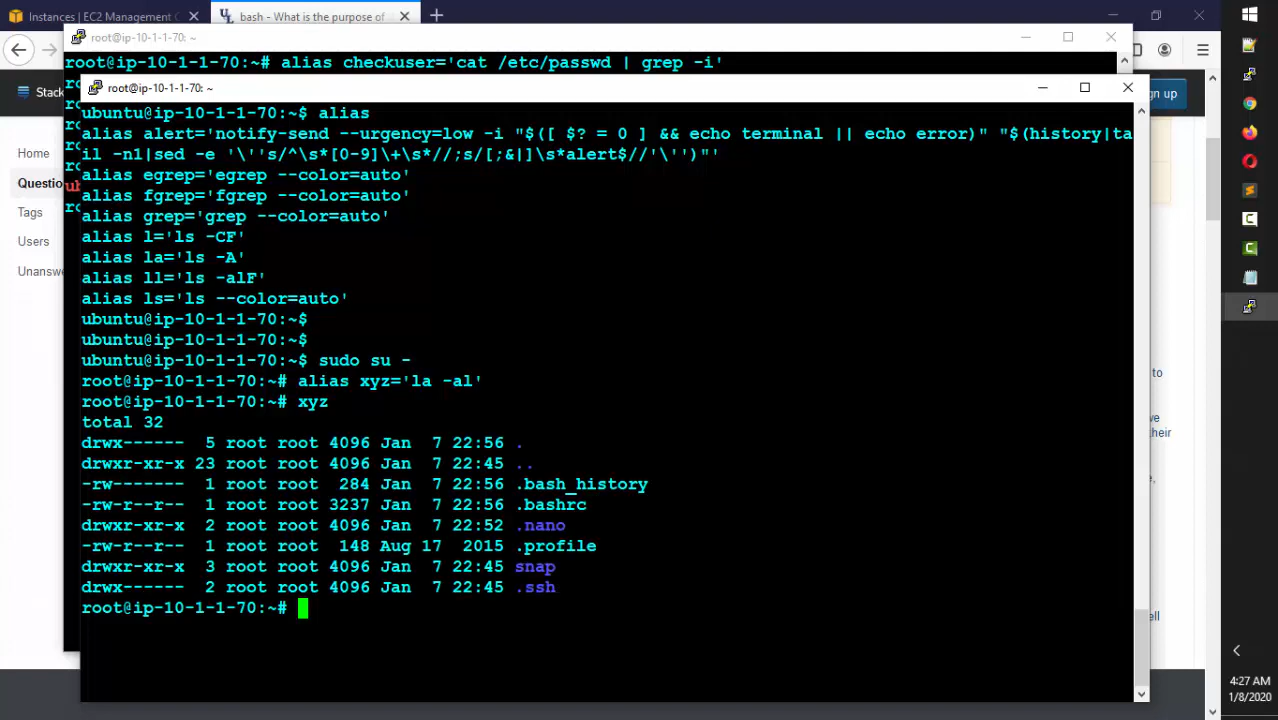 Instances | EC2 Management
bash - What is the purpose of
root@ip-10-1-1-70: ~
root@ip-10-1-1-70:~# alias checkuser='cat /etc/passwd | grep -i'
Stack
gn up
Home
Questio
Tags
Users
Unansw
root@ip-10-1-1-70: ~
ubuntu@ip-10-1-1-70:~$ alias
alias alert='notify-send --urgency=low -i "$([ $? = 0 ] && echo terminal || echo error)" "$(history|ta
il -n1|sed -e '\''s/^\s*[0-9]\+\s*//;s/[;&|]\s*alert$//'\'')"'
alias egrep='egrep --color=auto'
alias fgrep='fgrep --color=auto'
alias grep='grep --color=auto'
alias l='ls -CF'
alias la='ls -A'
alias ll='ls -alF'
alias ls='ls --color=auto'
ubuntu@ip-10-1-1-70:~$
ubuntu@ip-10-1-1-70:~$
ubuntu@ip-10-1-1-70:~$ sudo su -
root@ip-10-1-1-70:~# alias xyz='la -al'
root@ip-10-1-1-70:~# xyz
total 32
drwx------ 5 root root 4096 Jan 7 22:56 .
drwxr-xr-x 23 root root 4096 Jan 7 22:45 ..
-rw------- 1 root root 284 Jan 7 22:56 .bash_history
-rw-r--r-- 1 root root 3237 Jan 7 22:56 .bashrc
drwxr-xr-x 2 root root 4096 Jan 7 22:52 .nano
-rw-r--r-- 1 root root 148 Aug 17 2015 .profile
drwxr-xr-x 3 root root 4096 Jan 7 22:45 snap
drwx------ 2 root root 4096 Jan 7 22:45 .ssh
root@ip-10-1-1-70:~#
to
we
their
ell
4:27 AM
1/8/2020